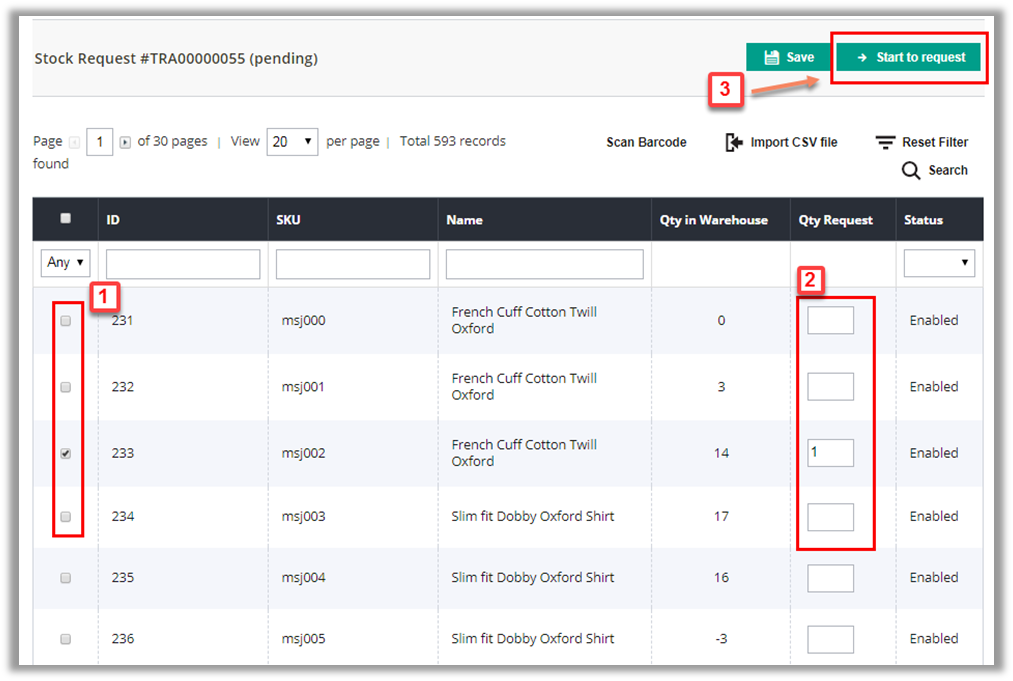 Stock Request #TRA00000055 (pending)
Save
Start to request
3
Page 1 of 30 pages | View 20 per page | Total 593 records
found
Scan Barcode
Import CSV file
Reset Filter
Search
ID SKU Name Qty in Warehouse Qty Request Status
Any
1
2
231 msj000 French Cuff Cotton Twill
Oxford 0 Enabled
232 msj001 French Cuff Cotton Twill
Oxford 3 Enabled
233 msj002 French Cuff Cotton Twill
Oxford 14 1 Enabled
234 msj003 Slim fit Dobby Oxford Shirt 17 Enabled
235 msj004 Slim fit Dobby Oxford Shirt 16 Enabled
236 msj005 Slim fit Dobby Oxford Shirt -3 Enabled